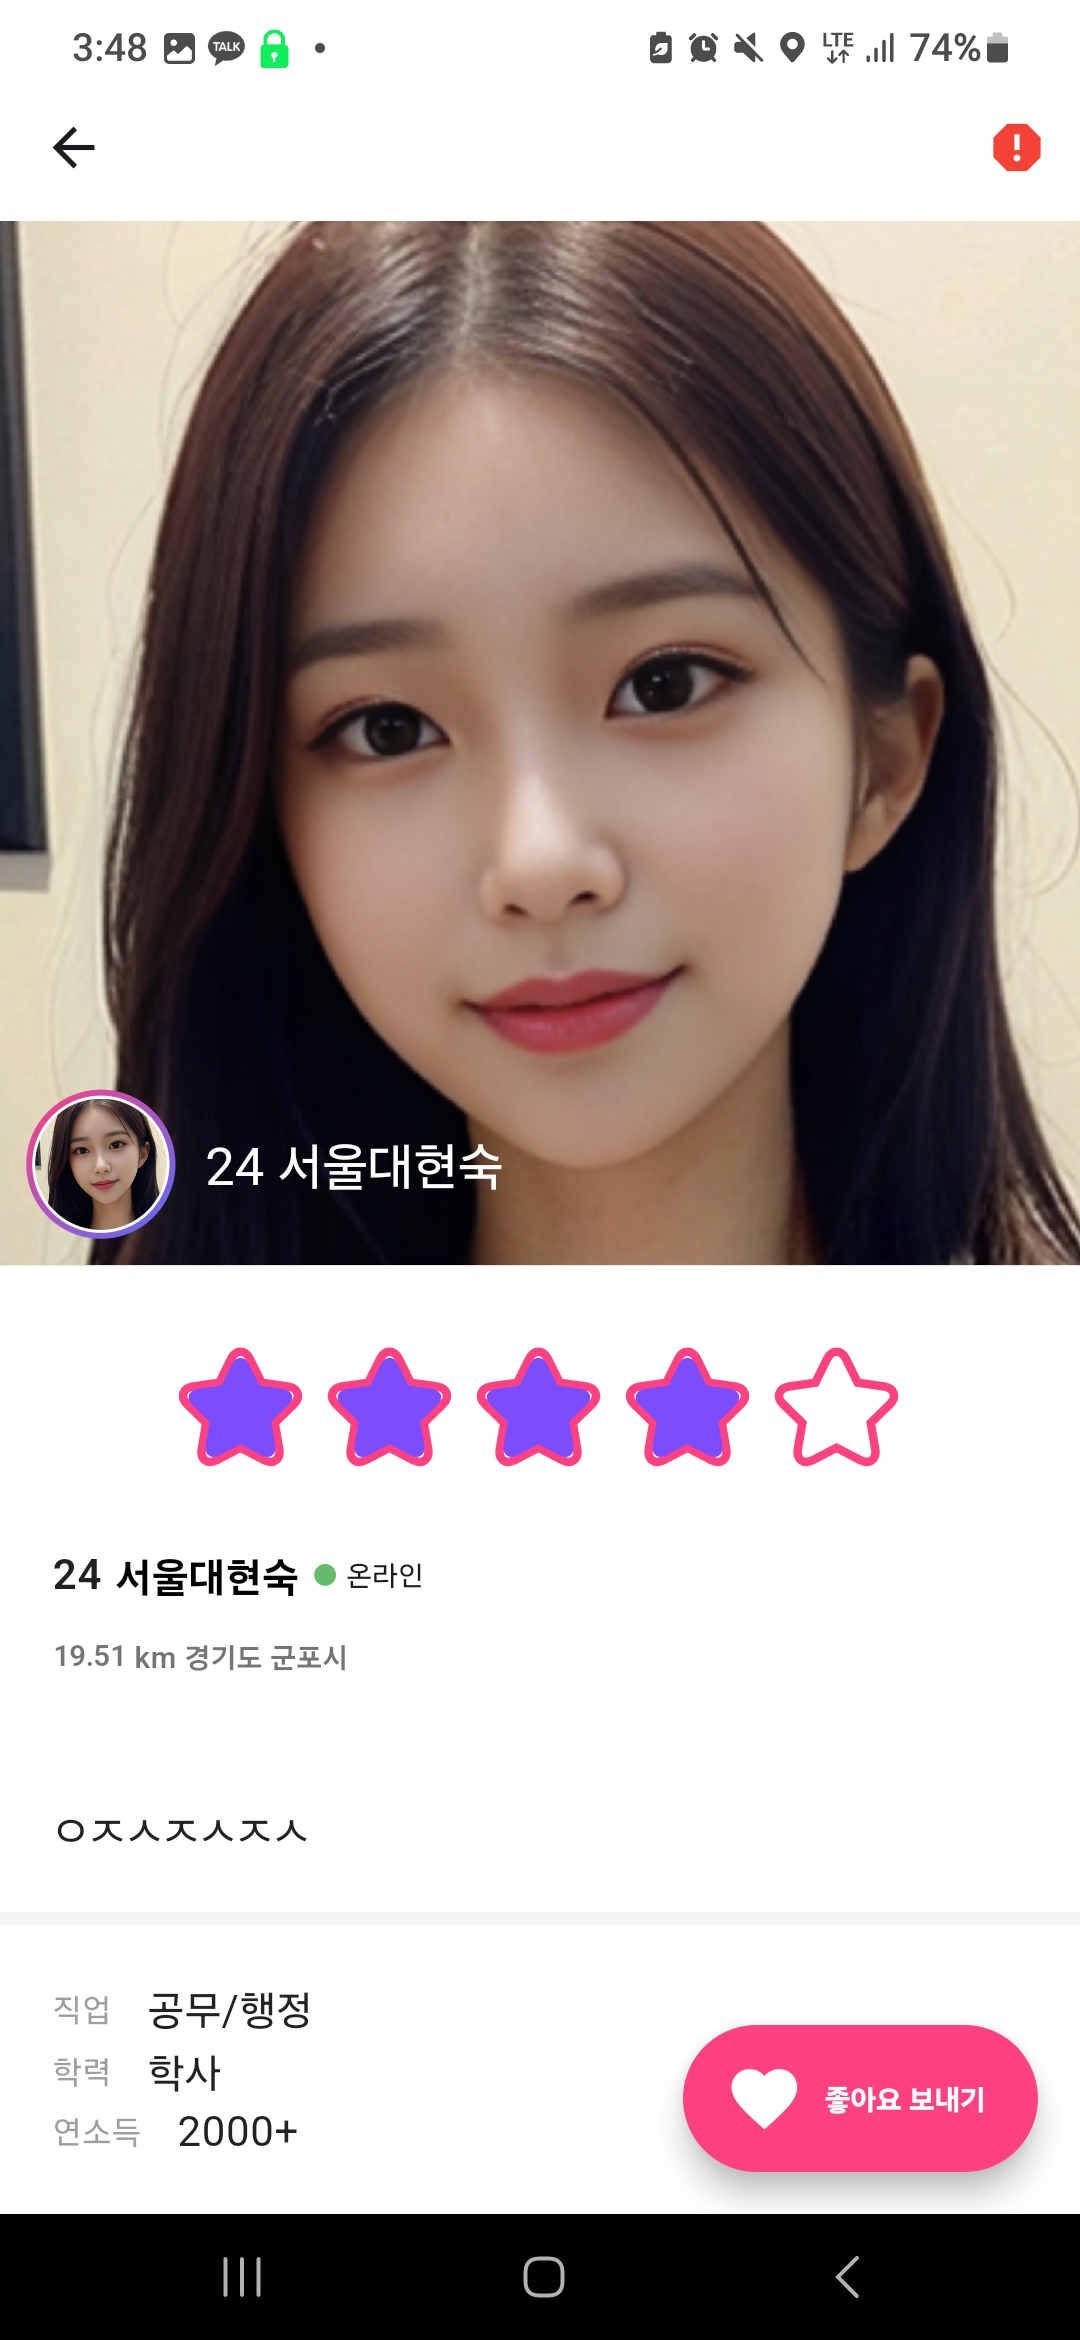 3:48 TALK LTE 74%
24 서울대현숙
24 서울대현숙 온라인
19.51 km 경기도 군포시
ㅇㅈㅅㅈㅅㅈㅅ
직업 공무/행정
학력 학사
연소득 2000+
좋아요 보내기